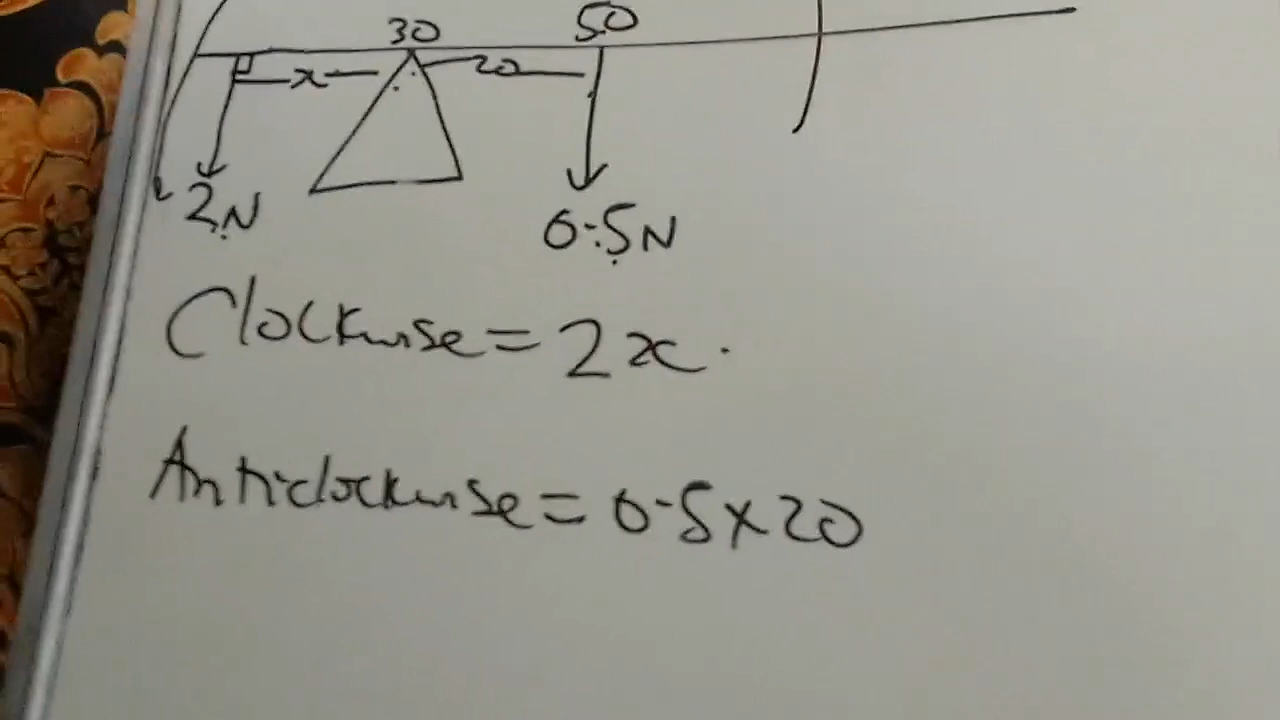 30 50
x 20
2N
0.5N
Clockwise = 2x.
Anticlockwise = 0.5 x 20